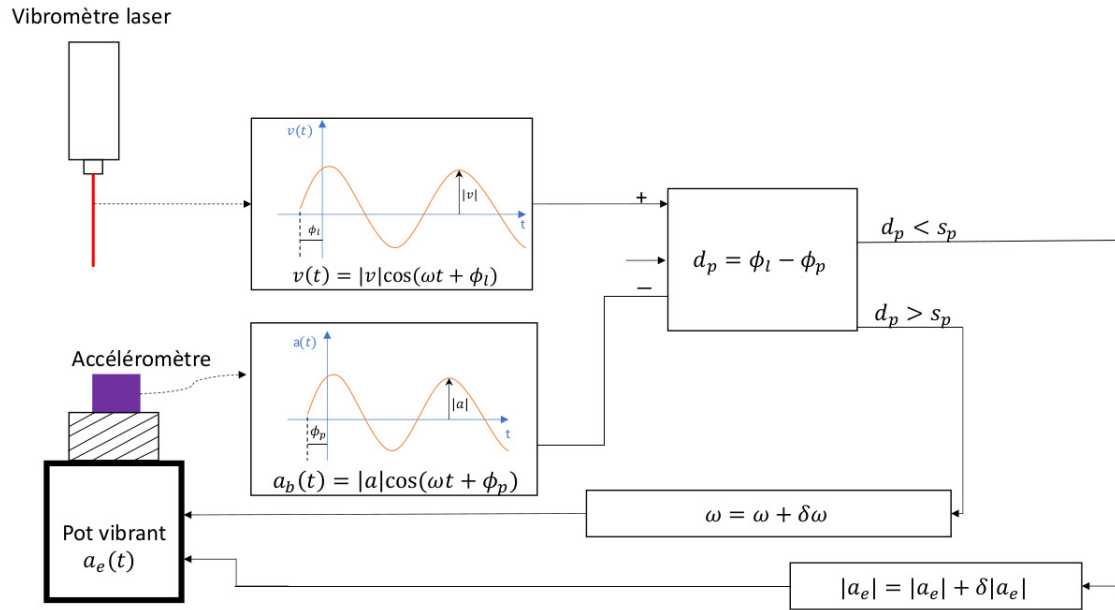 Vibromètre laser
v(t)
|v|
t
ϕ_l
v(t) = |v|cos(ωt + ϕ_l)
+
−
d_p = ϕ_l − ϕ_p
d_p < s_p
d_p > s_p
Accéléromètre
a(t)
|a|
t
ϕ_p
a_b(t) = |a|cos(ωt + ϕ_p)
Pot vibrant
a_e(t)
ω = ω + δω
|a_e| = |a_e| + δ|a_e|